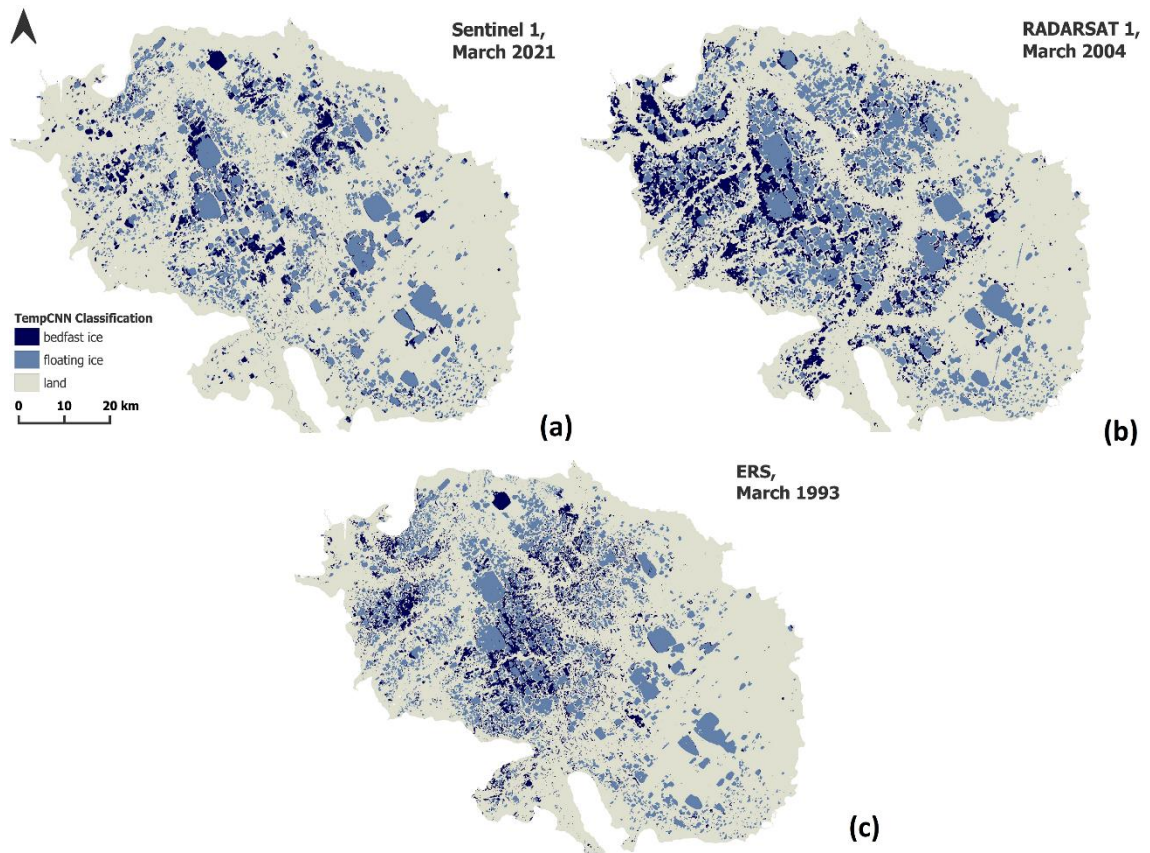 Sentinel 1,
March 2021
RADARSAT 1,
March 2004
TempCNN Classification
bedfast ice
floating ice
land
0 10 20 km
(a)
(b)
ERS,
March 1993
(c)